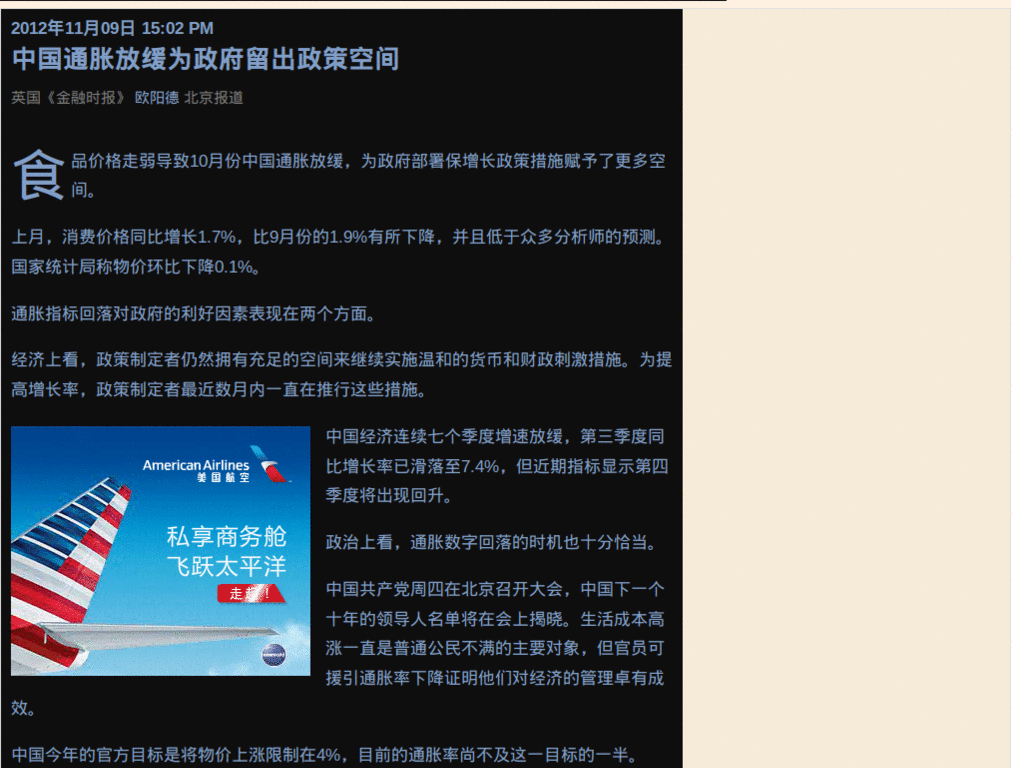 2012年11月09日 15:02 PM
中国通胀放缓为政府留出政策空间
英国《金融时报》 欧阳德 北京报道
食品价格走弱导致10月份中国通胀放缓，为政府部署保增长政策措施赋予了更多空
间。
上月，消费价格同比增长1.7%，比9月份的1.9%有所下降，并且低于众多分析师的预测。
国家统计局称物价环比下降0.1%。
通胀指标回落对政府的利好因素表现在两个方面。
经济上看，政策制定者仍然拥有充足的空间来继续实施温和的货币和财政刺激措施。为提
高增长率，政策制定者最近数月内一直在推行这些措施。
American Airlines
美国航空
私享商务舱
飞跃太平洋
中国经济连续七个季度增速放缓，第三季度同
比增长率已滑落至7.4%，但近期指标显示第四
季度将出现回升。
政治上看，通胀数字回落的时机也十分恰当。
中国共产党周四在北京召开大会，中国下一个
十年的领导人名单将在会上揭晓。生活成本高
涨一直是普通公民不满的主要对象，但官员可
援引通胀率下降证明他们对经济的管理卓有成
效。
中国今年的官方目标是将物价上涨限制在4%，目前的通胀率尚不及这一目标的一半。